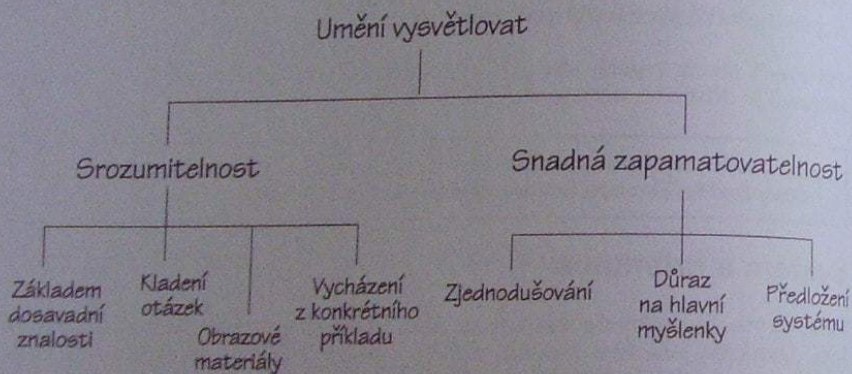 Umění vysvětlovat
Srozumitelnost
Snadná zapamatovatelnost
Základem
dosavadní
znalosti
Kladení
otázek
Obrazové
materiály
Vycházení
z konkrétního
příkladu
Zjednodušování
Důraz
na hlavní
myšlenky
Předložení
systému